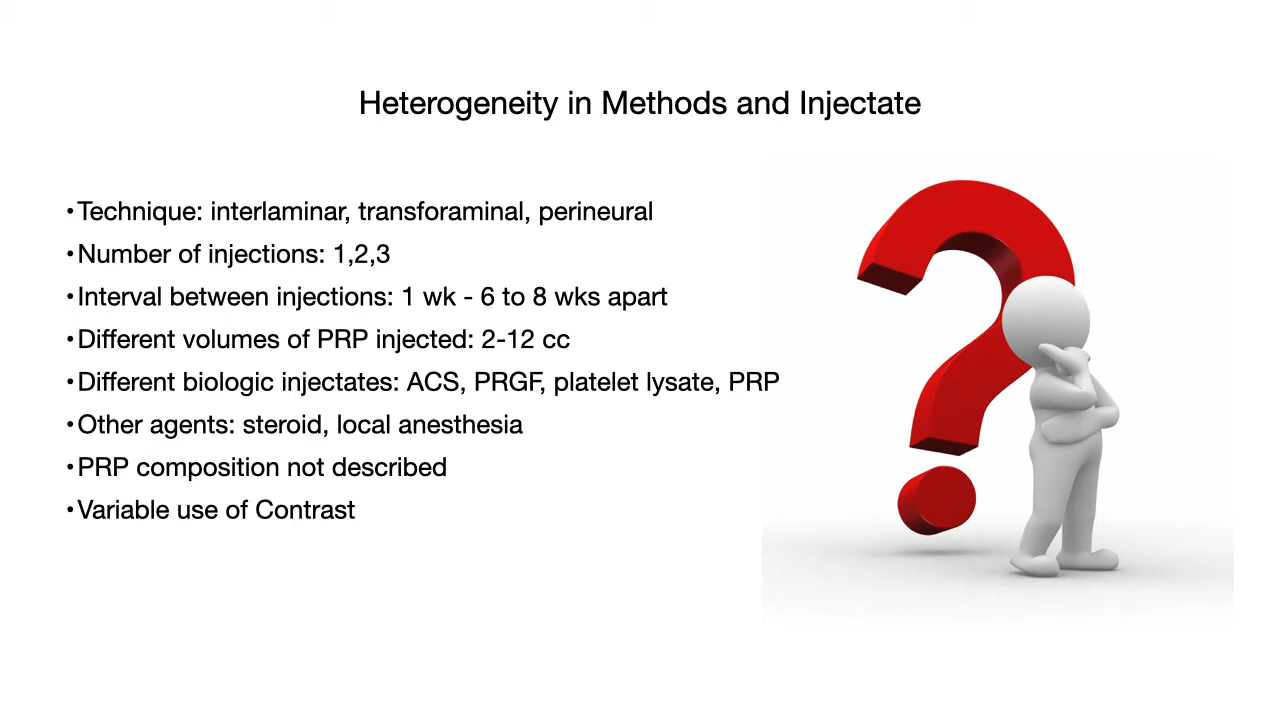 Heterogeneity in Methods and Injectate
•Technique: interlaminar, transforaminal, perineural
•Number of injections: 1,2,3
•Interval between injections: 1 wk - 6 to 8 wks apart
•Different volumes of PRP injected: 2-12 cc
•Different biologic injectates: ACS, PRGF, platelet lysate, PRP
•Other agents: steroid, local anesthesia
•PRP composition not described
•Variable use of Contrast